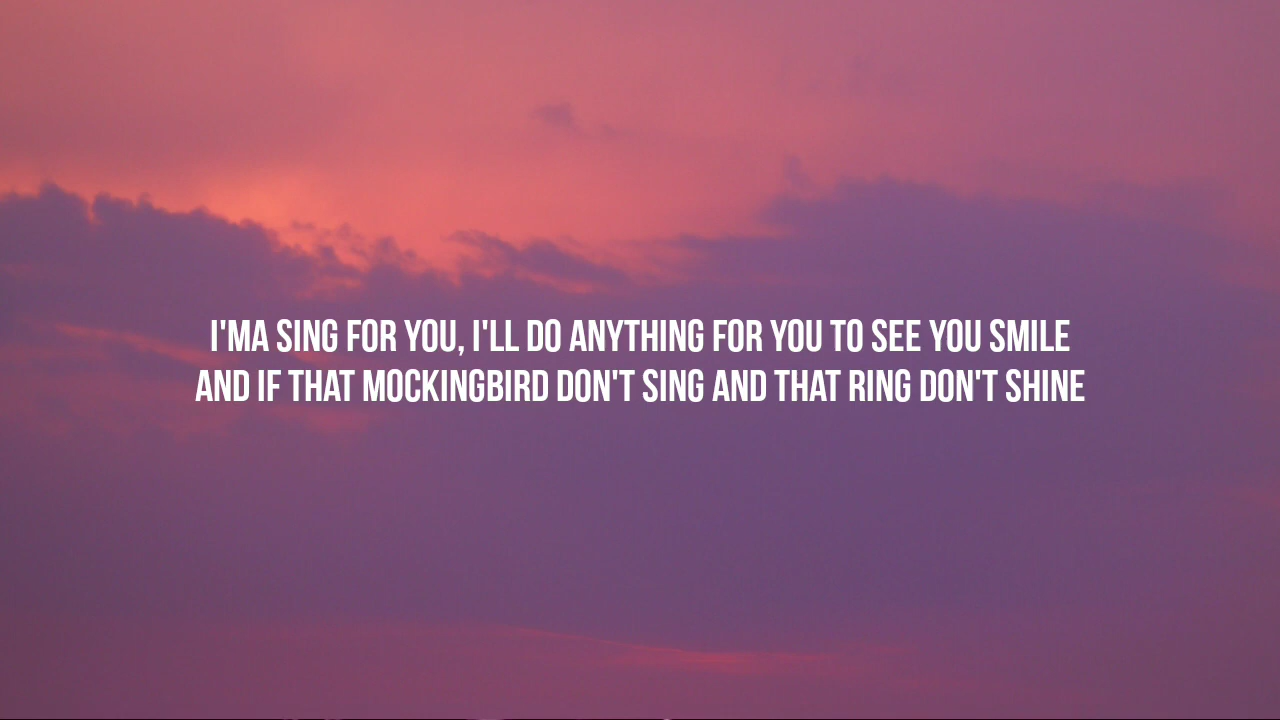 I'MA SING FOR YOU, I'LL DO ANYTHING FOR YOU TO SEE YOU SMILE
AND IF THAT MOCKINGBIRD DON'T SING AND THAT RING DON'T SHINE